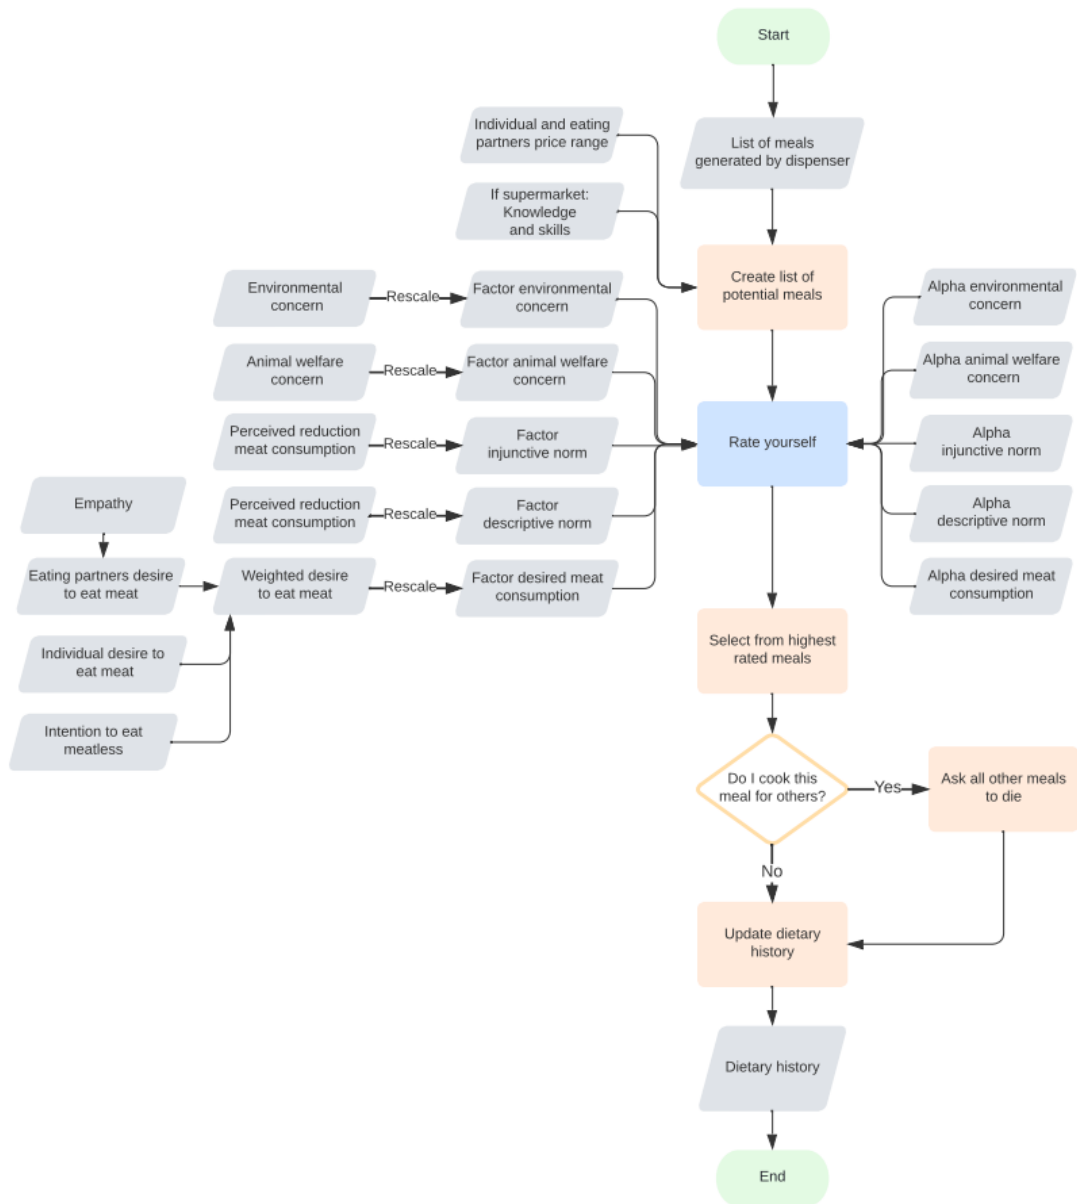 Start
Individual and eating
partners price range
List of meals
generated by dispenser
If supermarket:
Knowledge
and skills
Create list of
potential meals
Environmental
concern
Rescale
Factor environmental
concern
Alpha environmental
concern
Animal welfare
concern
Rescale
Factor animal welfare
concern
Alpha animal welfare
concern
Perceived reduction
meat consumption
Rescale
Factor
injunctive norm
Rate yourself
Alpha
injunctive norm
Empathy
Perceived reduction
meat consumption
Rescale
Factor
descriptive norm
Alpha
descriptive norm
Eating partners desire
to eat meat
Weighted desire
to eat meat
Rescale
Factor desired meat
consumption
Alpha desired meat
consumption
Individual desire to
eat meat
Select from highest
rated meals
Intention to eat
meatless
Do I cook this
meal for others?
Yes
Ask all other meals
to die
No
Update dietary
history
Dietary history
End